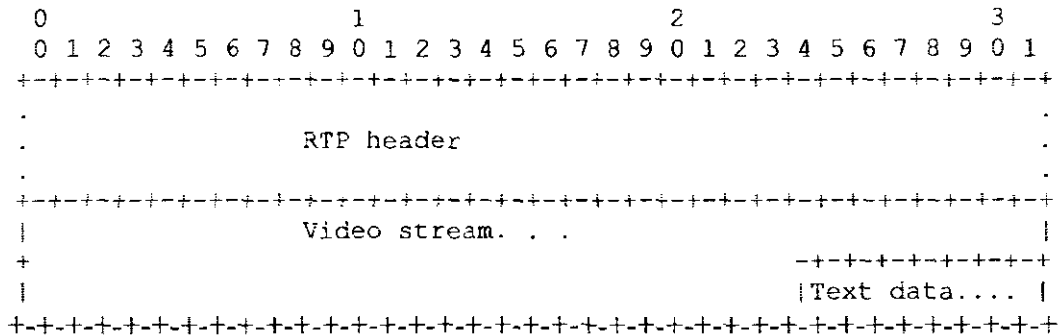 0 1 2 3
0 1 2 3 4 5 6 7 8 9 0 1 2 3 4 5 6 7 8 9 0 1 2 3 4 5 6 7 8 9 0 1
+-+-+-+-+-+-+-+-+-+-+-+-+-+-+-+-+-+-+-+-+-+-+-+-+-+-+-+-+-+-+-+-+
. .
. RTP header .
. .
+-+-+-+-+-+-+-+-+-+-+-+-+-+-+-+-+-+-+-+-+-+-+-+-+-+-+-+-+-+-+-+-+
| Video stream. . . |
+ -+-+-+-+-+-+-+-+
| |Text data.... |
+-+-+-+-+-+-+-+-+-+-+-+-+-+-+-+-+-+-+-+-+-+-+-+-+-+-+-+-+-+-+-+-+